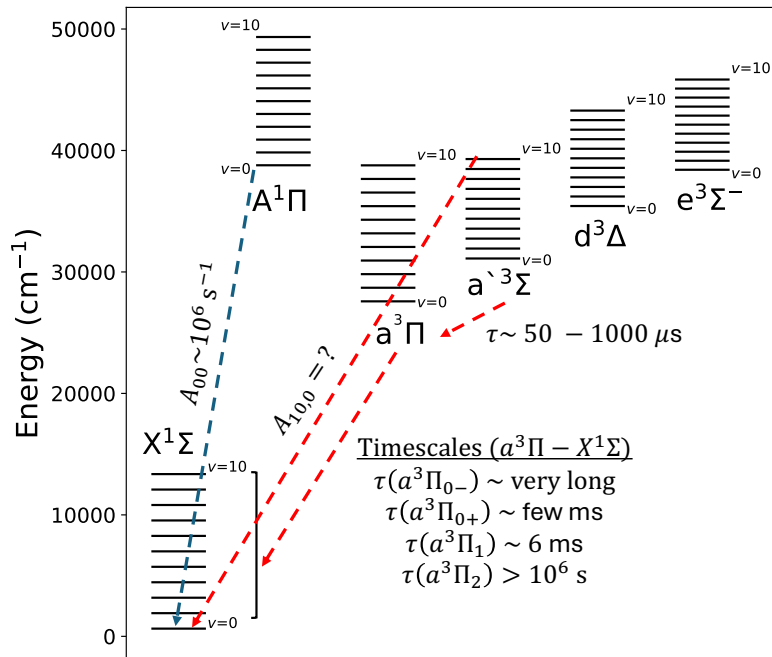 Energy (cm⁻¹)
50000
40000
30000
20000
10000
0
v=10
v=0
A¹Π
v=10
v=0
a³Π
v=10
v=0
a`³Σ
v=10
v=0
d³Δ
v=10
v=0
e³Σ⁻
A₀₀~10⁶ s⁻¹
A₁₀,₀ = ?
τ~ 50 − 1000 μs
X¹Σ
v=10
v=0
Timescales (a³Π − X¹Σ)
τ(a³Π₀₋) ~ very long
τ(a³Π₀₊) ~ few ms
τ(a³Π₁) ~ 6 ms
τ(a³Π₂) > 10⁶ s